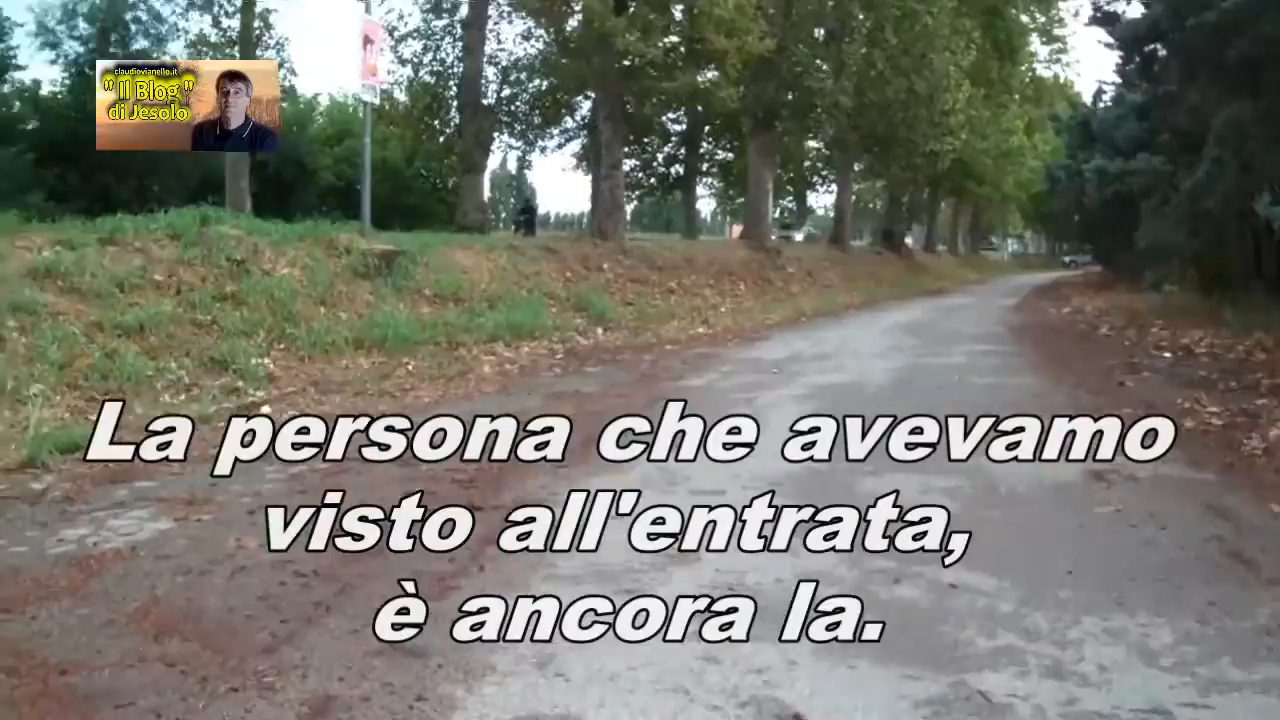 claudiovianello.it
" Il Blog "
di Jesolo
La persona che avevamo
visto all'entrata,
è ancora la.